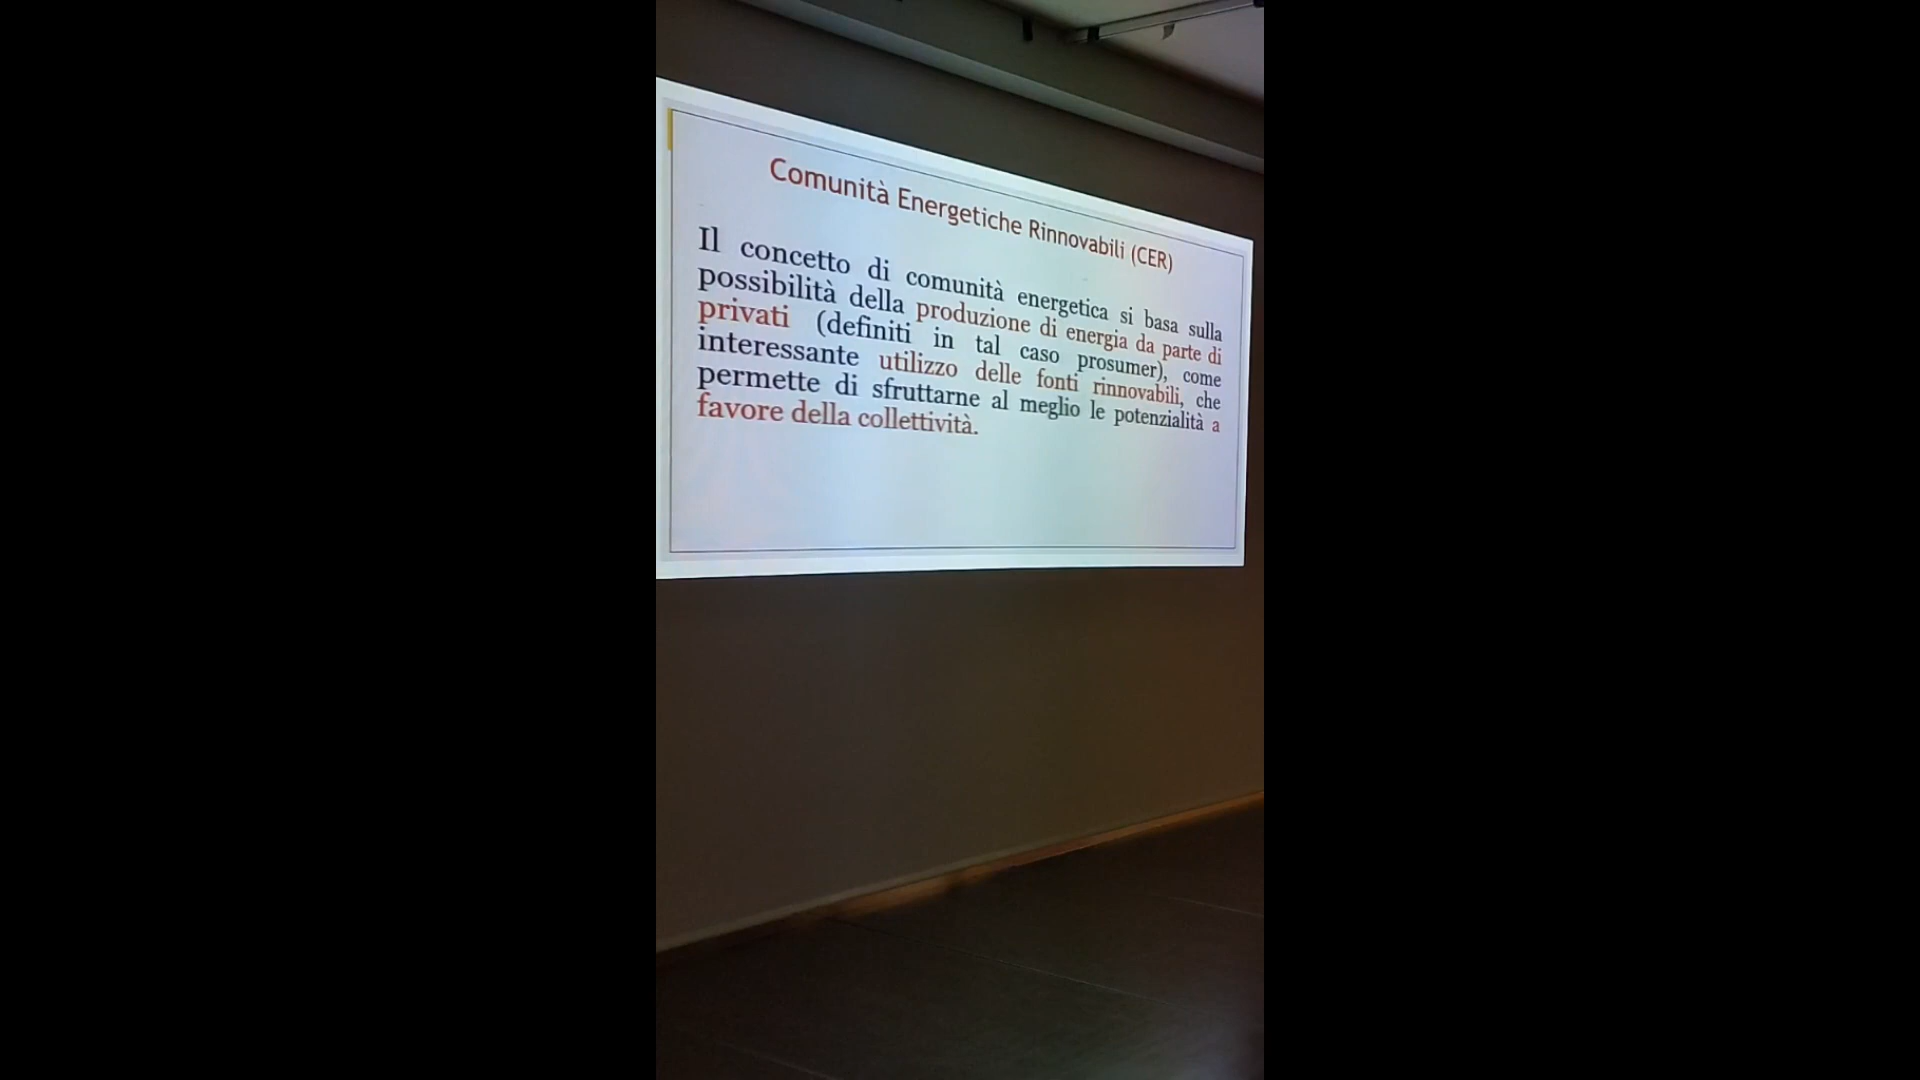 Comunità Energetiche Rinnovabili (CER)
Il concetto di comunità energetica si basa sulla
possibilità della produzione di energia da parte di
privati (definiti in tal caso prosumer), come
interessante utilizzo delle fonti rinnovabili, che
permette di sfruttarne al meglio le potenzialità a
favore della collettività.